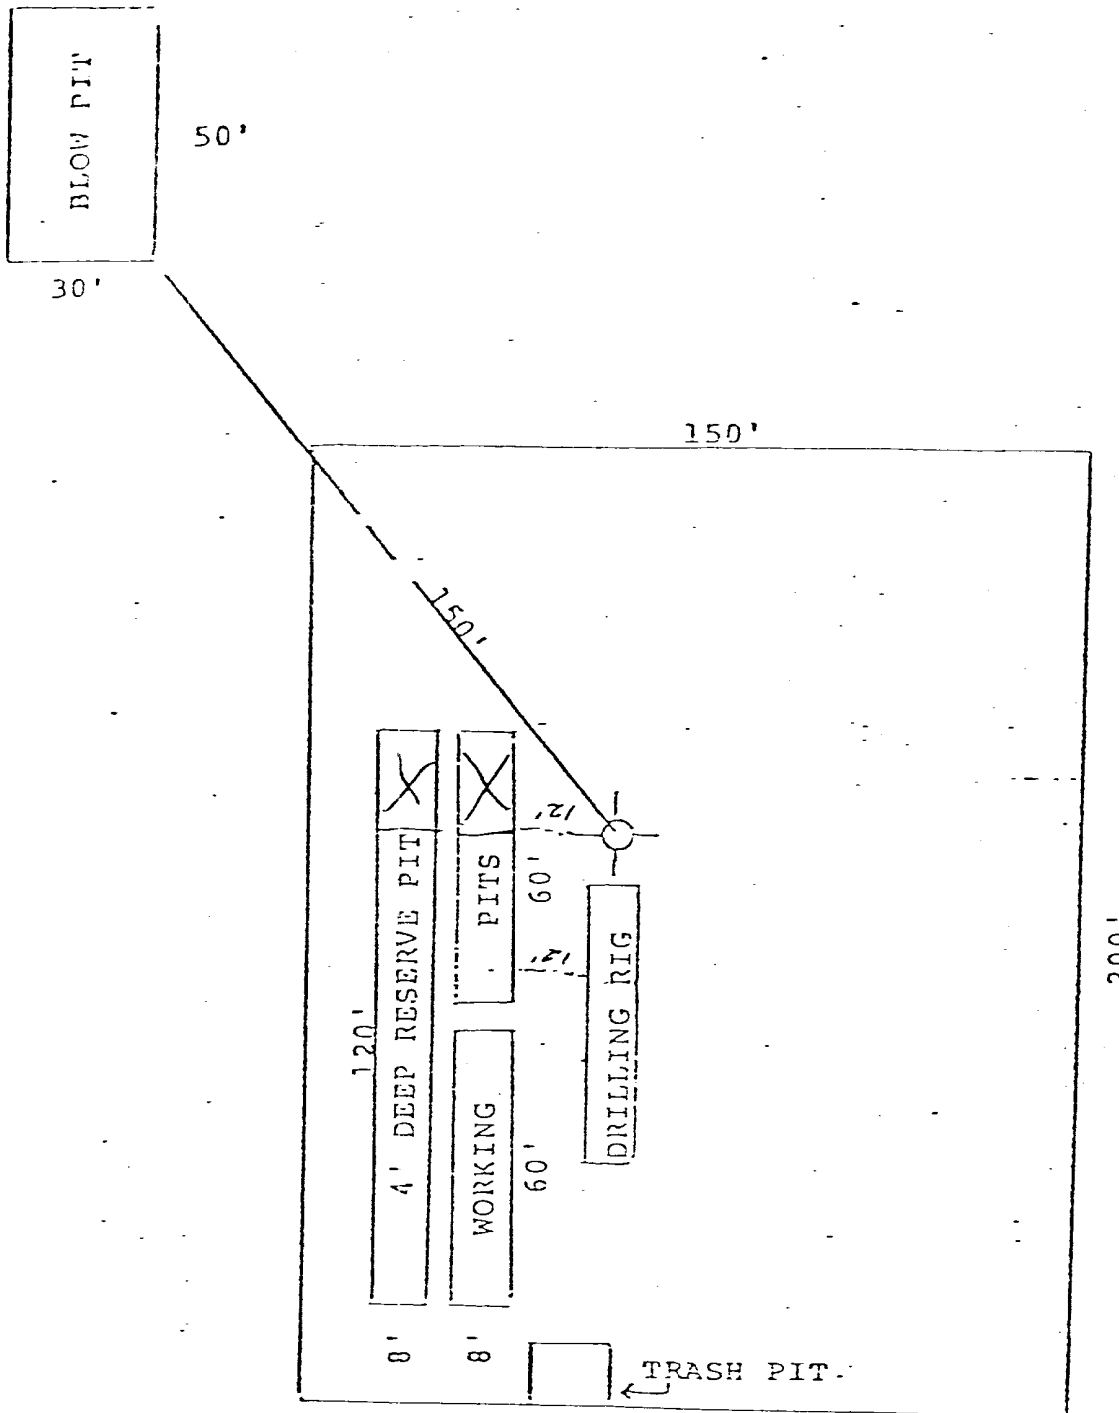 BLOW PIT
50'
30'
150'
150'
12'
60'
12'
4' DEEP RESERVE PIT
PITS
120'
DRILLING RIG
200'
WORKING
60'
8'
8'
TRASH PIT.